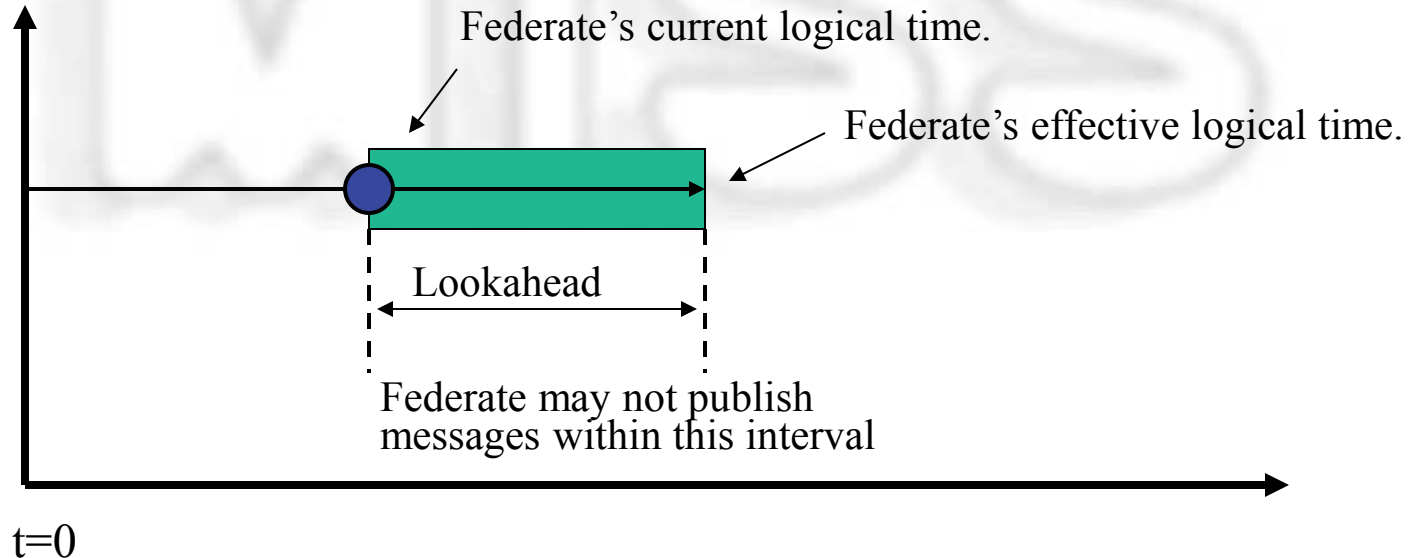 Federate’s current logical time.
Federate’s effective logical time.
Lookahead
Federate may not publish
messages within this interval
t=0